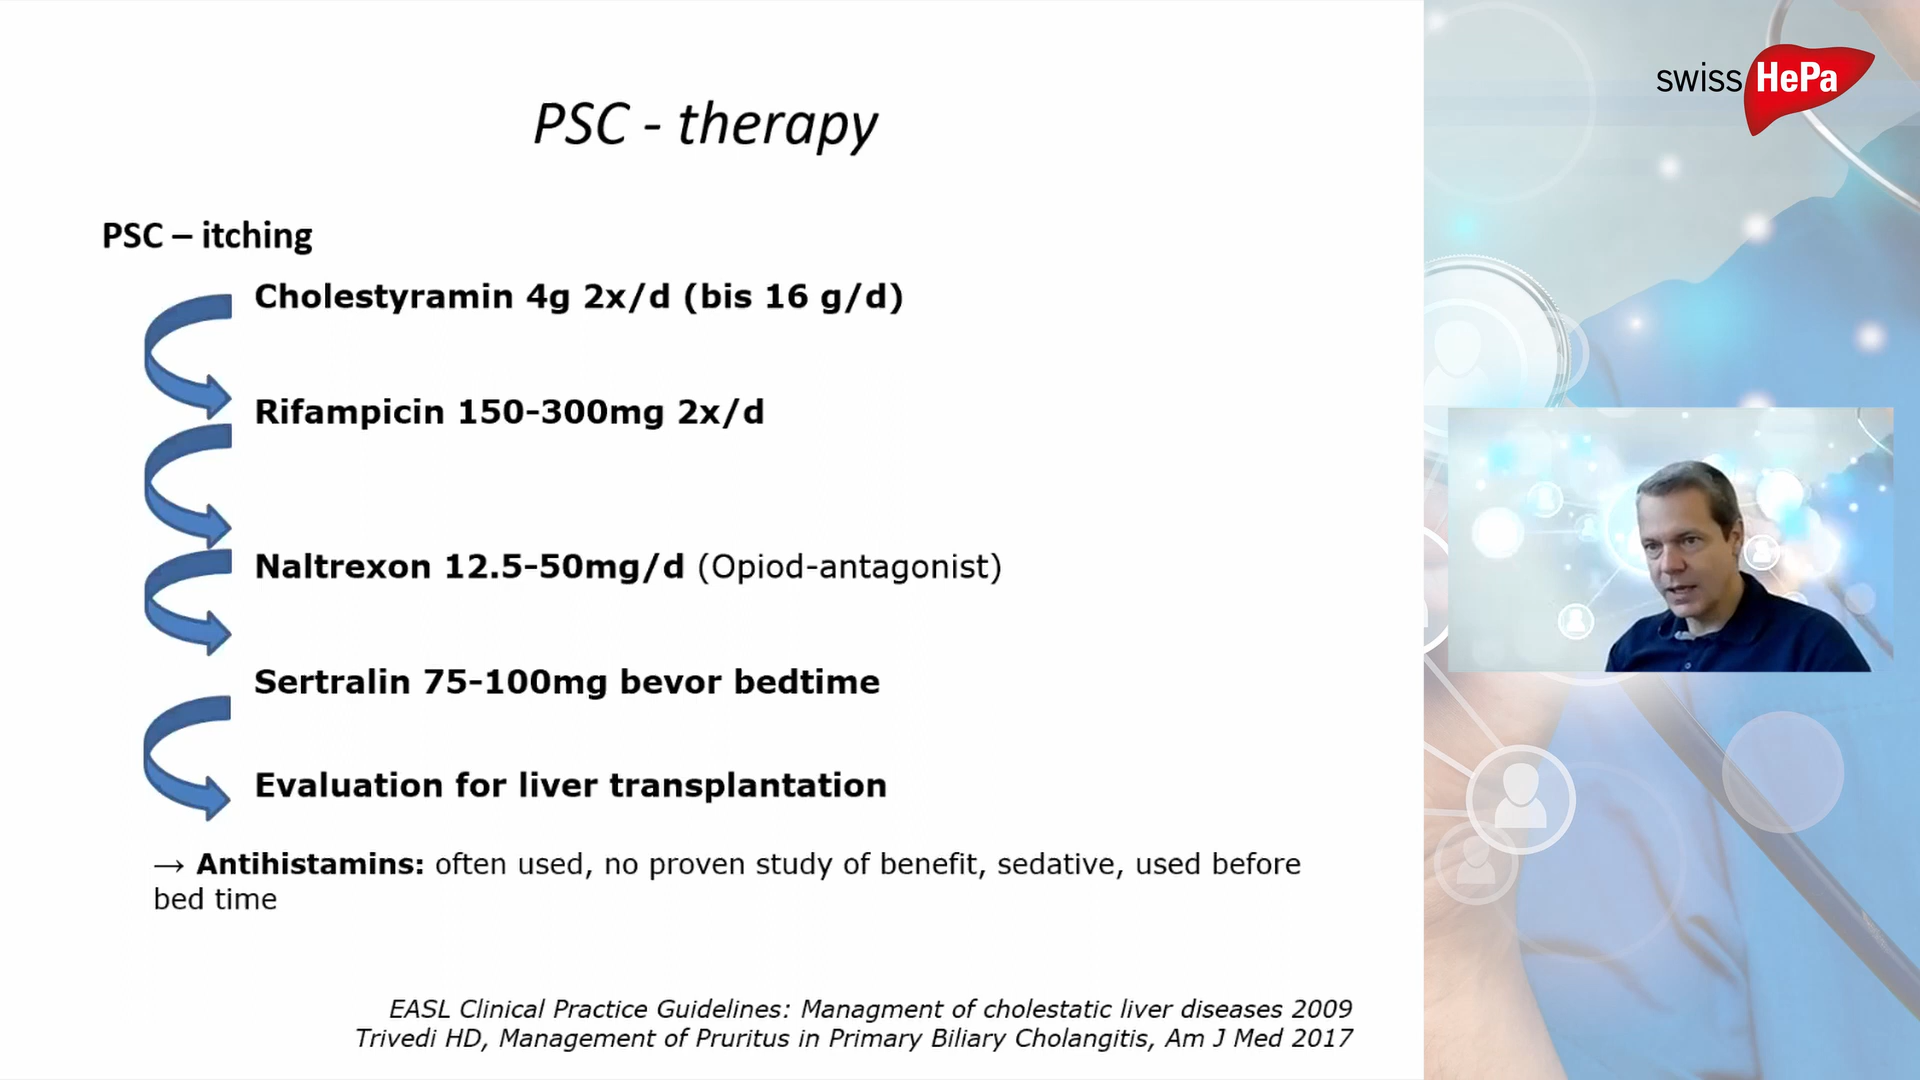 swiss HePa
PSC - therapy
PSC – itching
Cholestyramin 4g 2x/d (bis 16 g/d)
Rifampicin 150-300mg 2x/d
Naltrexon 12.5-50mg/d (Opiod-antagonist)
Sertralin 75-100mg bevor bedtime
Evaluation for liver transplantation
→ Antihistamins: often used, no proven study of benefit, sedative, used before
bed time
EASL Clinical Practice Guidelines: Managment of cholestatic liver diseases 2009
Trivedi HD, Management of Pruritus in Primary Biliary Cholangitis, Am J Med 2017